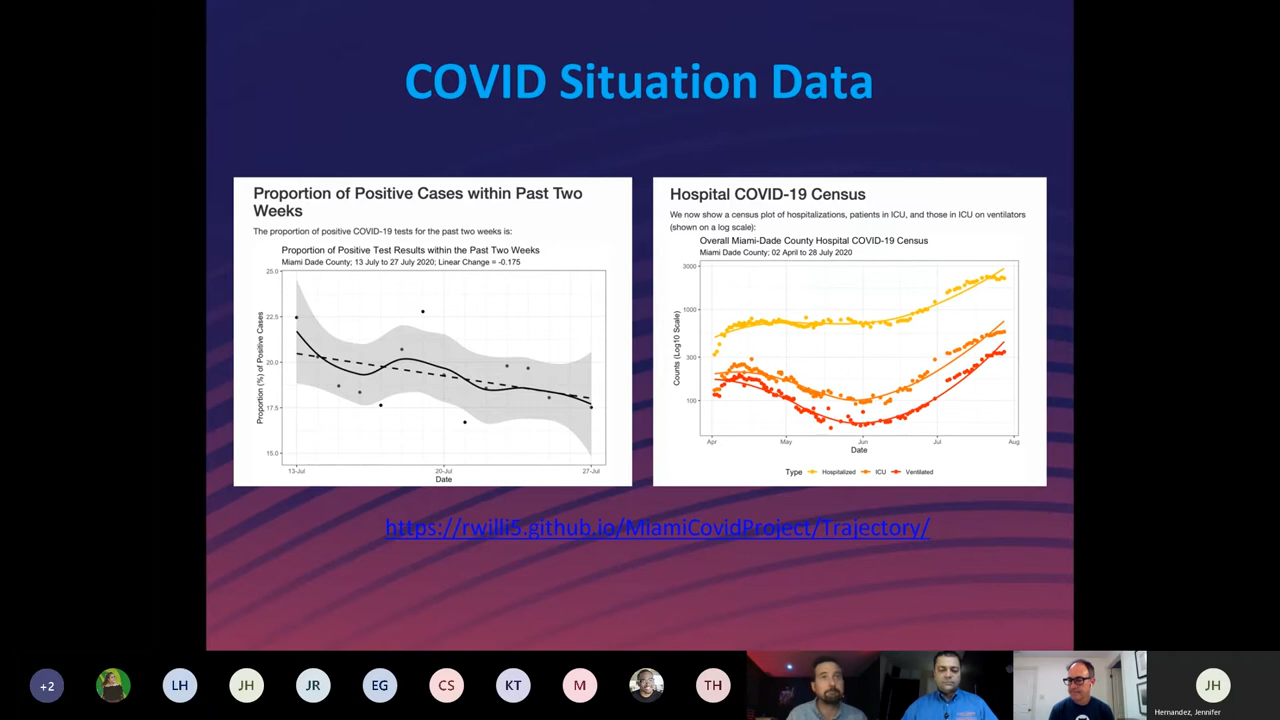 COVID Situation Data
Proportion of Positive Cases within Past Two
Weeks
The proportion of positive COVID-19 tests for the past two weeks is:
Proportion of Positive Test Results within the Past Two Weeks
Miami Dade County; 13 July to 27 July 2020; Linear Change = -0.175
Proportion (%) of Positive Cases
25.0
22.5
20.0
17.5
15.0
13-Jul
20-Jul
27-Jul
Date
Hospital COVID-19 Census
We now show a census plot of hospitalizations, patients in ICU, and those in ICU on ventilators
(shown on a log scale):
Overall Miami-Dade County Hospital COVID-19 Census
Miami Dade County; 02 April to 28 July 2020
Counts (Log10 Scale)
3000
1000
300
100
Apr
May
Jun
Jul
Aug
Date
Type Hospitalized ICU Ventilated
https://rwilli5.github.io/MiamiCovidProject/Trajectory/
+2
LH
JH
JR
EG
CS
KT
M
TH
JH
Hernandez, Jennifer